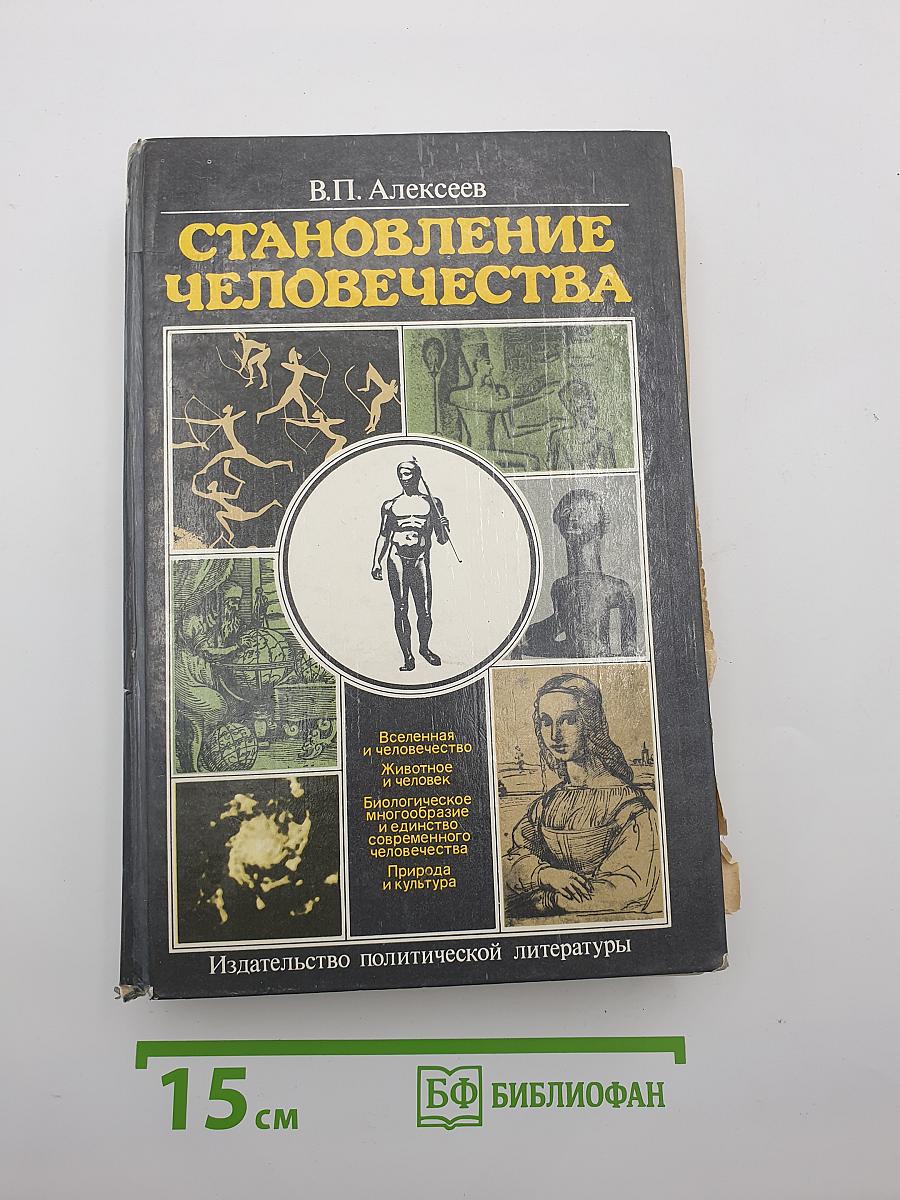 В.П. Алексеев
СТАНОВЛЕНИЕ
ЧЕЛОВЕЧЕСТВА
Вселенная
и человечество
Животное
и человек
Биологическое
многообразие
и единство
современного
человечества
Природа
и культура
Издательство политической литературы
15 см
БФ БИБЛИОФАН